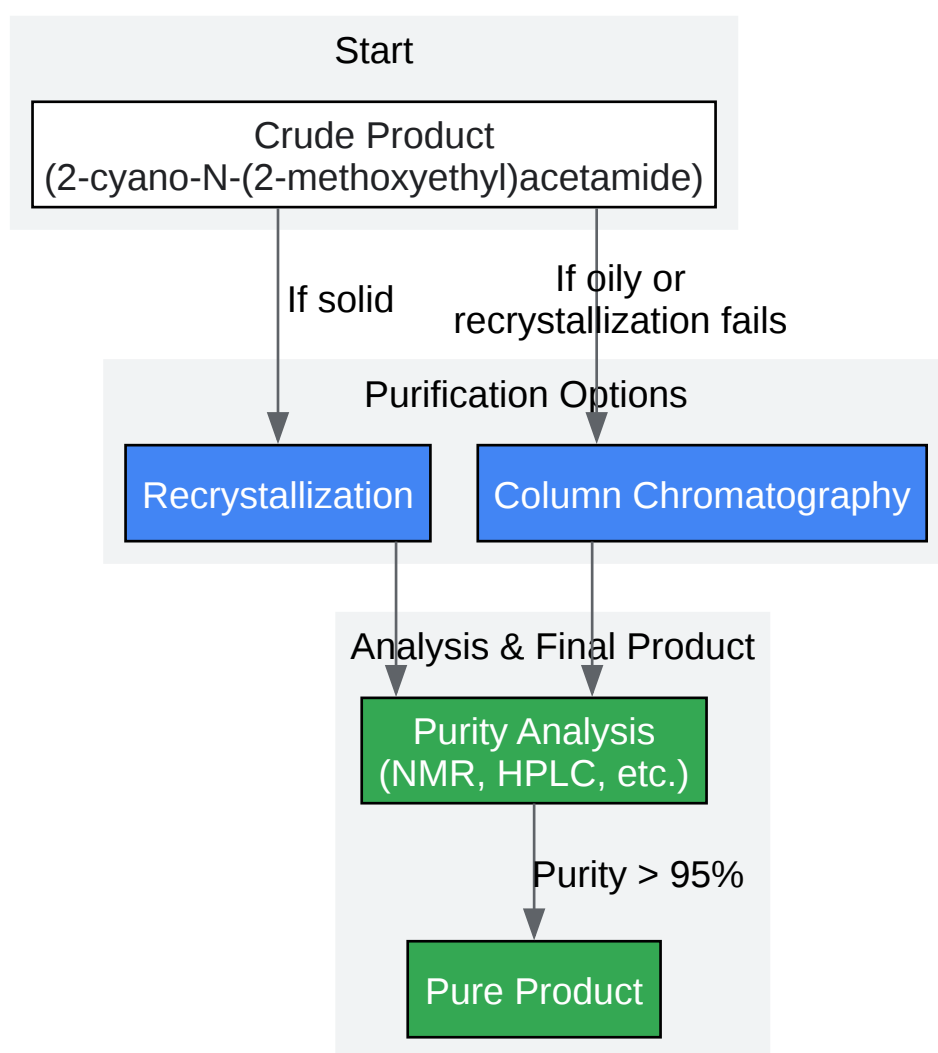 Start
Crude Product
(2-cyano-N-(2-methoxyethyl)acetamide)
If solid
If oily or
recrystallization fails
Purification Options
Recrystallization
Column Chromatography
Analysis & Final Product
Purity Analysis
(NMR, HPLC, etc.)
Purity > 95%
Pure Product